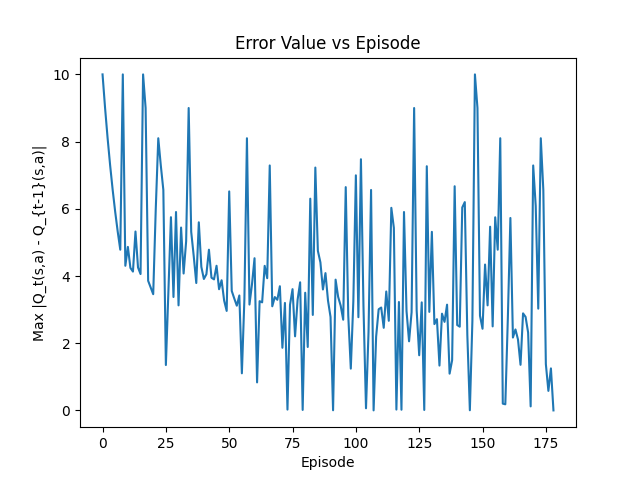 Error Value vs Episode
Max |Q_t(s,a) - Q_{t-1}(s,a)|
10
8
6
4
2
0
0 25 50 75 100 125 150 175
Episode